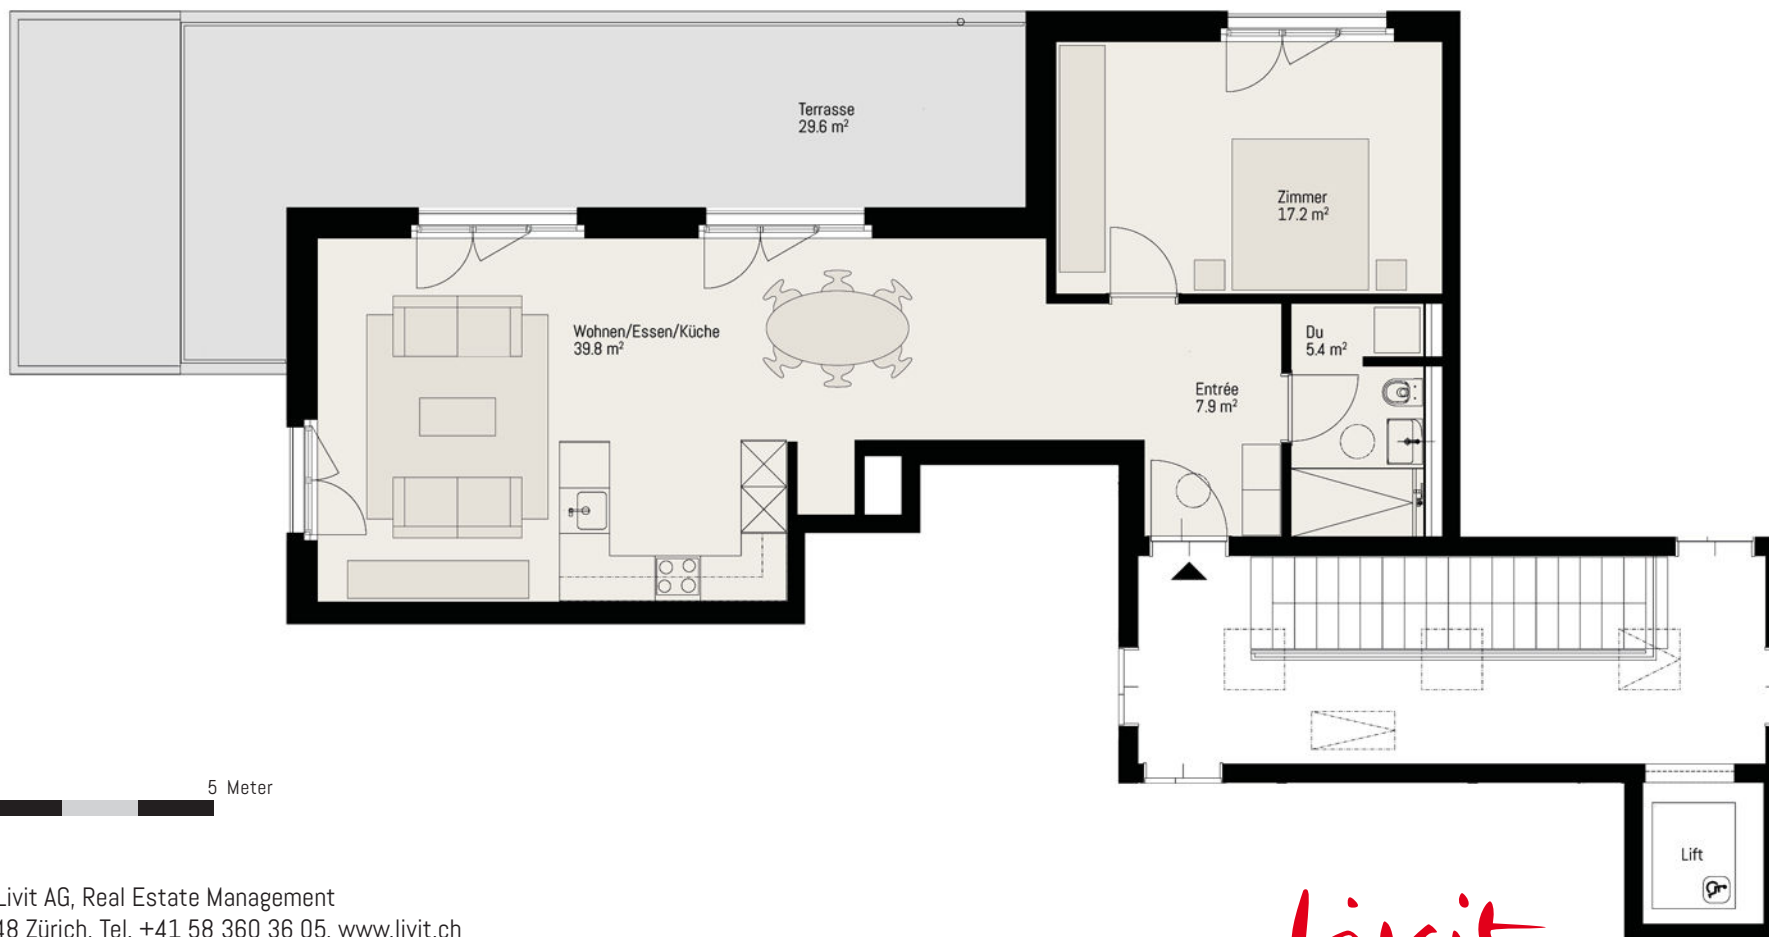 Terrasse
29.6 m²
Zimmer
17.2 m²
Wohnen/Essen/Küche
39.8 m²
Du
5.4 m²
Entrée
7.9 m²
5 Meter
Lift
Livit AG, Real Estate Management
48 Zürich, Tel. +41 58 360 36 05, www.livit.ch
Livit